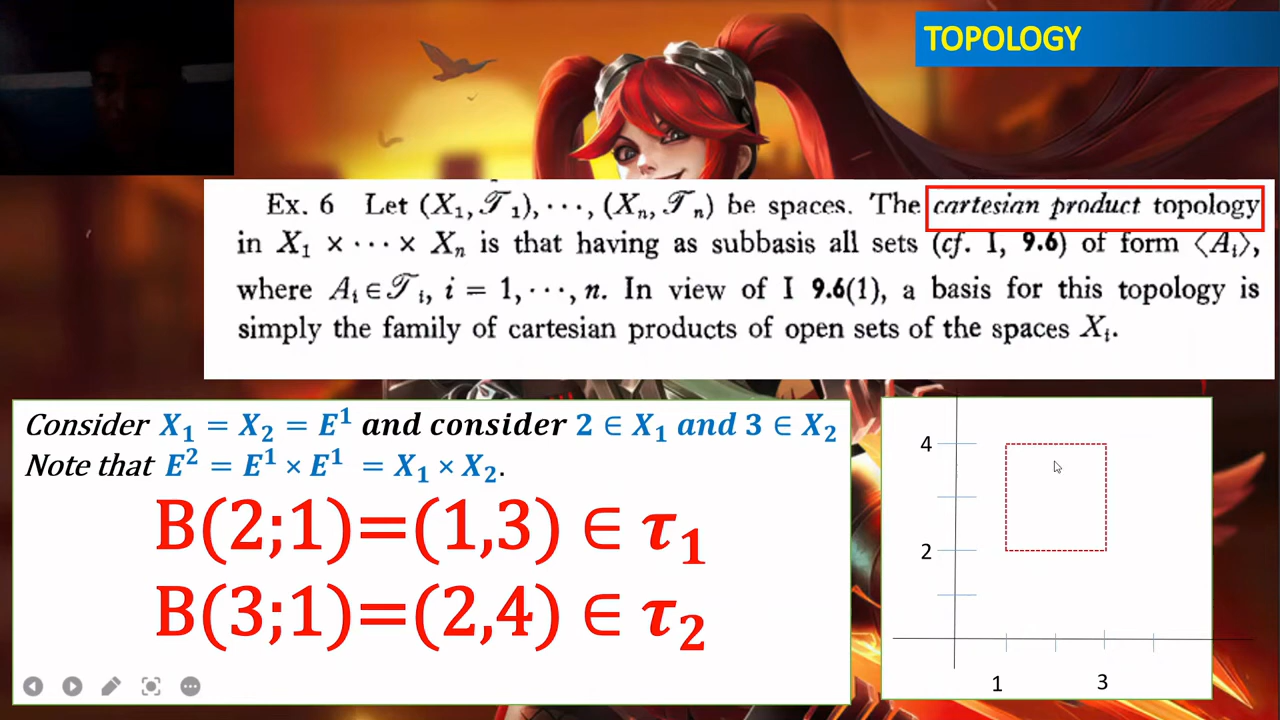 TOPOLOGY
Ex. 6 Let (X₁, 𝒯₁), ⋯, (Xₙ, 𝒯ₙ) be spaces. The cartesian product topology
in X₁ × ⋯ × Xₙ is that having as subbasis all sets (cf. I, 9.6) of form ⟨Aᵢ⟩,
where Aᵢ ∈ 𝒯ᵢ, i = 1, ⋯, n. In view of I 9.6(1), a basis for this topology is
simply the family of cartesian products of open sets of the spaces Xᵢ.
Consider X₁ = X₂ = E¹ and consider 2 ∈ X₁ and 3 ∈ X₂
Note that E² = E¹ × E¹ = X₁ × X₂.
B(2;1)=(1,3) ∈ τ₁
B(3;1)=(2,4) ∈ τ₂
4
2
1 3